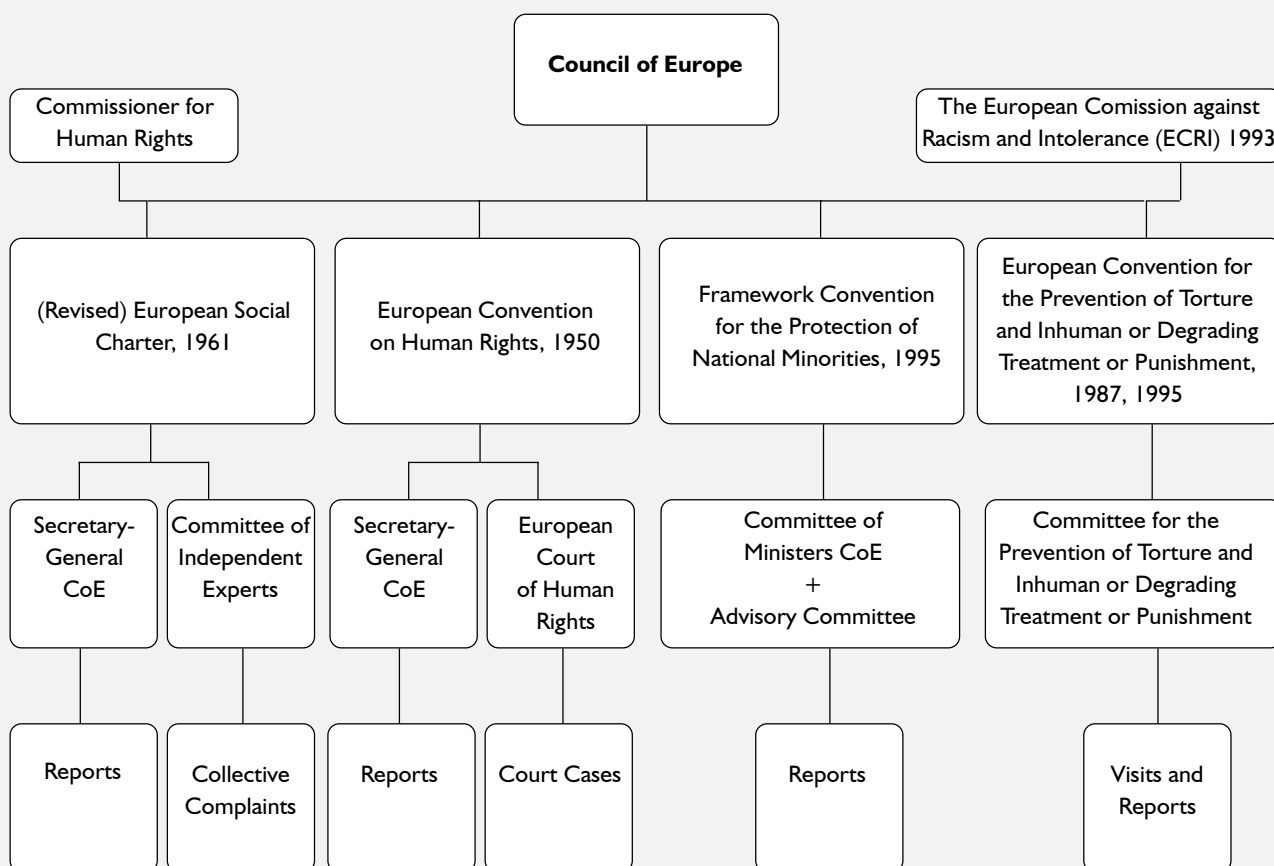 Council of Europe
Commissioner for
Human Rights
The European Comission against
Racism and Intolerance (ECRI) 1993
(Revised) European Social
Charter, 1961
European Convention
on Human Rights, 1950
Framework Convention
for the Protection of
National Minorities, 1995
European Convention for
the Prevention of Torture
and Inhuman or Degrading
Treatment or Punishment,
1987, 1995
Secretary-
General
CoE
Committee of
Independent
Experts
Secretary-
General
CoE
European
Court
of Human
Rights
Committee of
Ministers CoE
+
Advisory Committee
Committee for the
Prevention of Torture and
Inhuman or Degrading
Treatment or Punishment
Reports
Collective
Complaints
Reports
Court Cases
Reports
Visits and
Reports